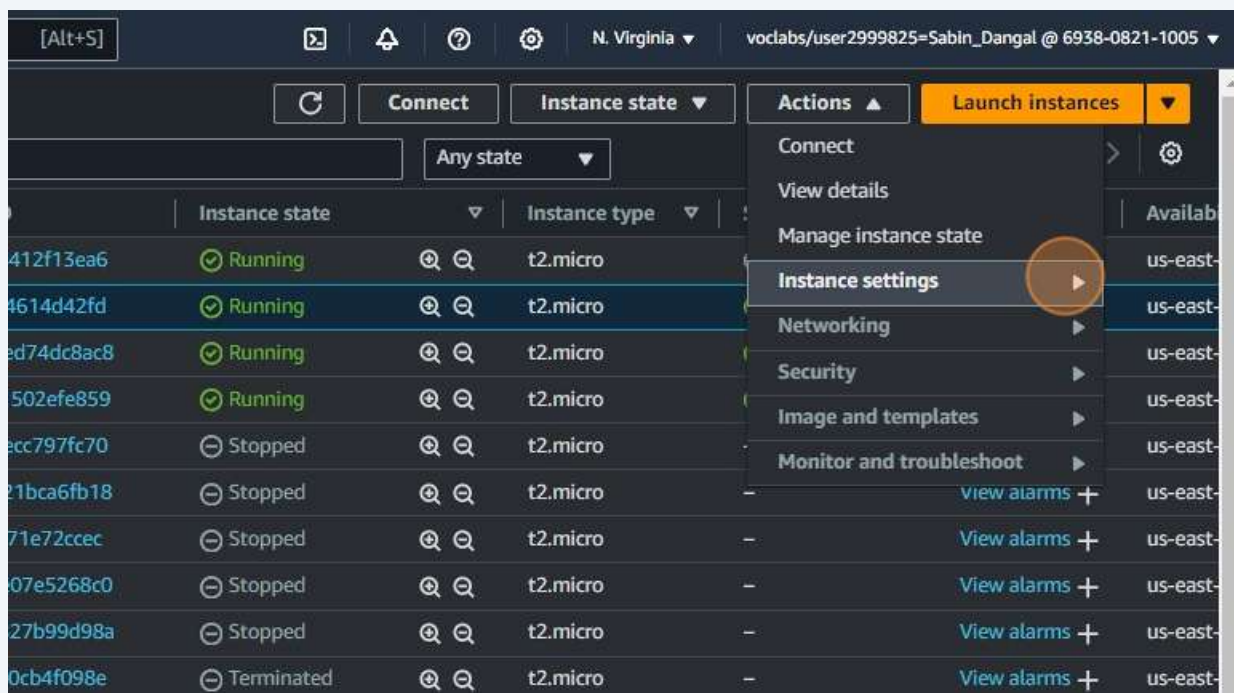 [Alt+S] N. Virginia ▼ voclabs/user2999825=Sabin_Dangal @ 6938-0821-1005 ▼
Connect Instance state ▼ Actions ▲ Launch instances ▼
Any state ▼
Connect
View details
Manage instance state
Instance settings
Networking
Security
Image and templates
Monitor and troubleshoot
Instance state Instance type Availab
412f13ea6 Running t2.micro us-east-
4614d42fd Running t2.micro us-east-
ed74dc8ac8 Running t2.micro us-east-
502efe859 Running t2.micro us-east-
ecc797fc70 Stopped t2.micro us-east-
21bca6fb18 Stopped t2.micro – View alarms + us-east-
71e72ccec Stopped t2.micro – View alarms + us-east-
e07e5268c0 Stopped t2.micro – View alarms + us-east-
27b99d98a Stopped t2.micro – View alarms + us-east-
0cb4f098e Terminated t2.micro – View alarms + us-east-